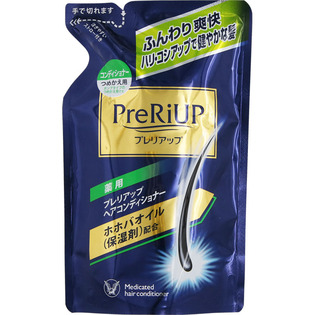 手で切れます
ふんわり爽快
ハリ・コシアップで健やかな髪
コンディショナー
つめかえ用
PreRiUP
プレリアップ
薬用
プレリアップ
ヘアコンディショナー
ホホバオイル
(保湿剤)配合
Medicated
hair conditioner